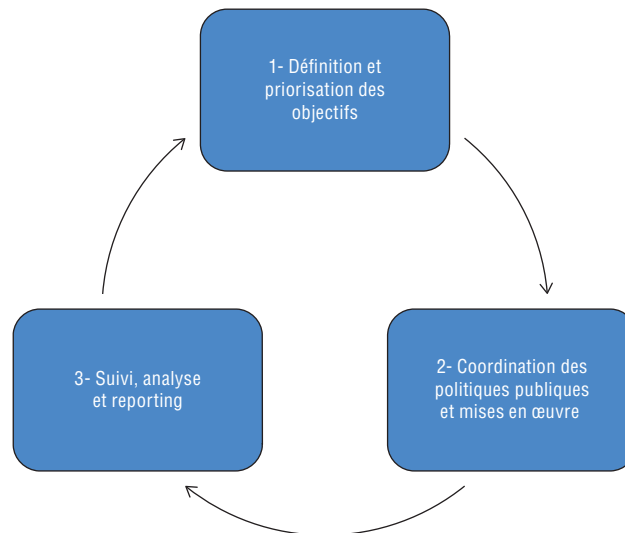 1- Définition et
priorisation des
objectifs
2- Coordination des
politiques publiques
et mises en œuvre
3- Suivi, analyse
et reporting